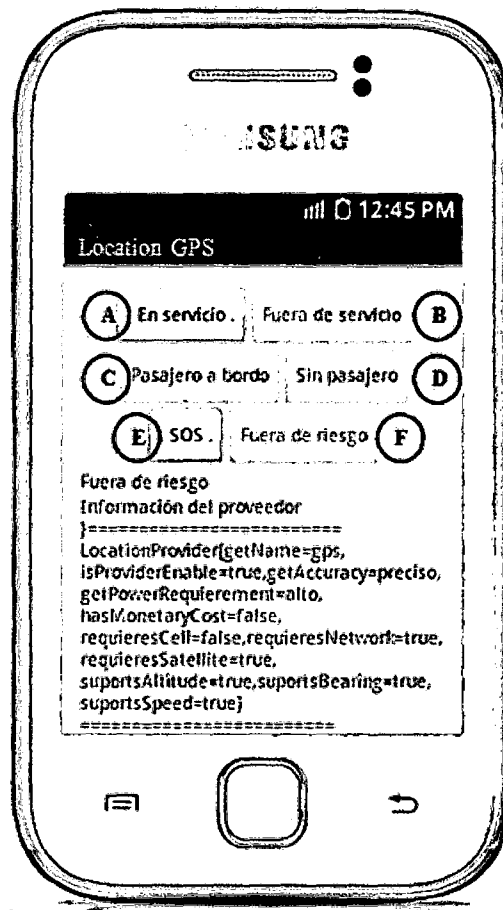 SUNG
12:45 PM
Location GPS
A En servicio . Fuera de servicio B
C Pasajero a bordo Sin pasajero D
E SOS . Fuera de riesgo F
Fuera de riesgo
Información del proveedor
}=========================
LocationProvider[getName=gps,
isProviderEnable=true,getAccuracy=preciso,
getPowerRequierement=alto,
hasMonetaryCost=false,
requieresCell=false,requieresNetwork=true,
requieresSatellite=true,
suportsAltitude=true,suportsBearing=true,
suportsSpeed=true]
=========================